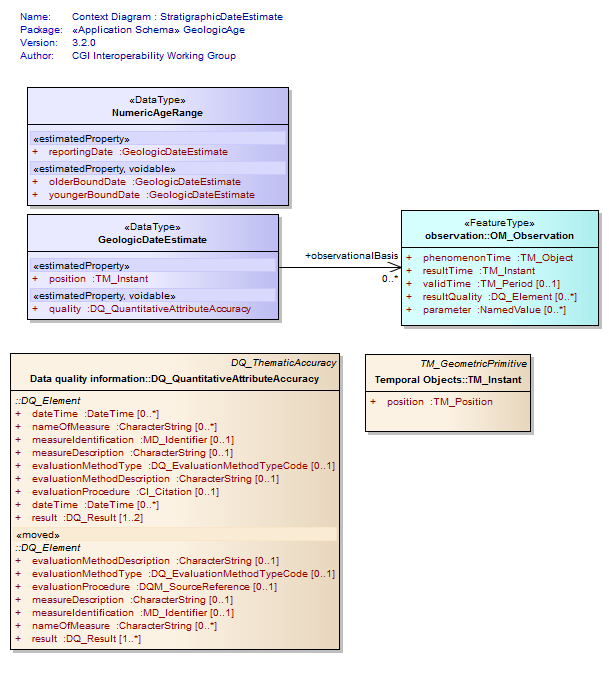 Name: Context Diagram : StratigraphicDateEstimate
Package: «Application Schema» GeologicAge
Version: 3.2.0
Author: CGI Interoperability Working Group
«DataType»
NumericAgeRange
«estimatedProperty»
+ reportingDate :GeologicDateEstimate
«estimatedProperty, voidable»
+ olderBoundDate :GeologicDateEstimate
+ youngerBoundDate :GeologicDateEstimate
«DataType»
GeologicDateEstimate
«estimatedProperty»
+ position :TM_Instant
«estimatedProperty, voidable»
+ quality :DQ_QuantitativeAttributeAccuracy
+observationalBasis
0..*
«FeatureType»
observation::OM_Observation
+ phenomenonTime :TM_Object
+ resultTime :TM_Instant
+ validTime :TM_Period [0..1]
+ resultQuality :DQ_Element [0..*]
+ parameter :NamedValue [0..*]
DQ_ThematicAccuracy
Data quality information::DQ_QuantitativeAttributeAccuracy
::DQ_Element
+ dateTime :DateTime [0..*]
+ nameOfMeasure :CharacterString [0..*]
+ measureIdentification :MD_Identifier [0..1]
+ measureDescription :CharacterString [0..1]
+ evaluationMethodType :DQ_EvaluationMethodTypeCode [0..1]
+ evaluationMethodDescription :CharacterString [0..1]
+ evaluationProcedure :CI_Citation [0..1]
+ dateTime :DateTime [0..*]
+ result :DQ_Result [1..2]
«moved»
::DQ_Element
+ evaluationMethodDescription :CharacterString [0..1]
+ evaluationMethodType :DQ_EvaluationMethodTypeCode [0..1]
+ evaluationProcedure :DQM_SourceReference [0..1]
+ measureDescription :CharacterString [0..1]
+ measureIdentification :MD_Identifier [0..1]
+ nameOfMeasure :CharacterString [0..*]
+ result :DQ_Result [1..*]
TM_GeometricPrimitive
Temporal Objects::TM_Instant
+ position :TM_Position